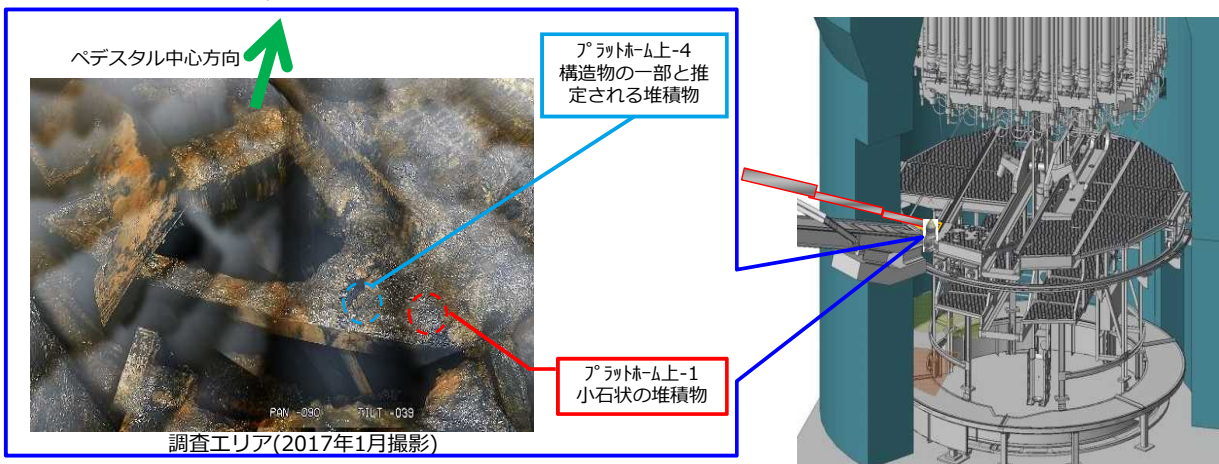 ペデスタル中心方向
ﾌﾟﾗｯﾄﾎｰﾑ上-4
構造物の一部と推
定される堆積物
PAN -090 TILT -039
ﾌﾟﾗｯﾄﾎｰﾑ上-1
小石状の堆積物
調査エリア(2017年1月撮影)